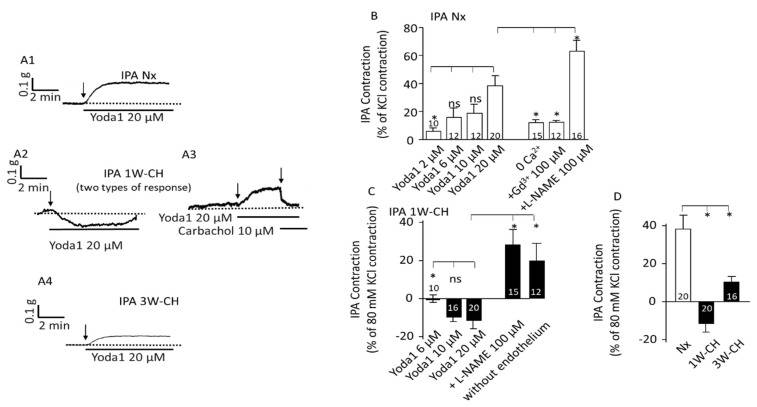 A1
0.1 g
2 min
IPA Nx
Yoda1 20 μM
A2
0.1 g
2 min
IPA 1W-CH
(two types of response)
Yoda1 20 μM
A3
Yoda1 20 μM
Carbachol 10 μM
A4
0.1 g
2 min
IPA 3W-CH
Yoda1 20 μM
B
IPA Nx
IPA Contraction
(% of KCl contraction)
80
60
40
20
0
*
ns
ns
*
*
*
10
12
12
20
15
12
16
Yoda1 2 μM
Yoda1 6 μM
Yoda1 10 μM
Yoda1 20 μM
0 Ca²⁺
+Gd³⁺ 100 μM
+L-NAME 100 μM
C
IPA 1W-CH
IPA Contraction
(% of 80 mM KCl contraction)
40
20
0
-20
*
ns
*
*
10
16
20
15
12
Yoda1 6 μM
Yoda1 10 μM
Yoda1 20 μM
+ L-NAME 100 μM
without endothelium
D
IPA Contraction
(% of 80 mM KCl contraction)
40
20
0
-20
*
*
20
20
16
Nx
1W-CH
3W-CH